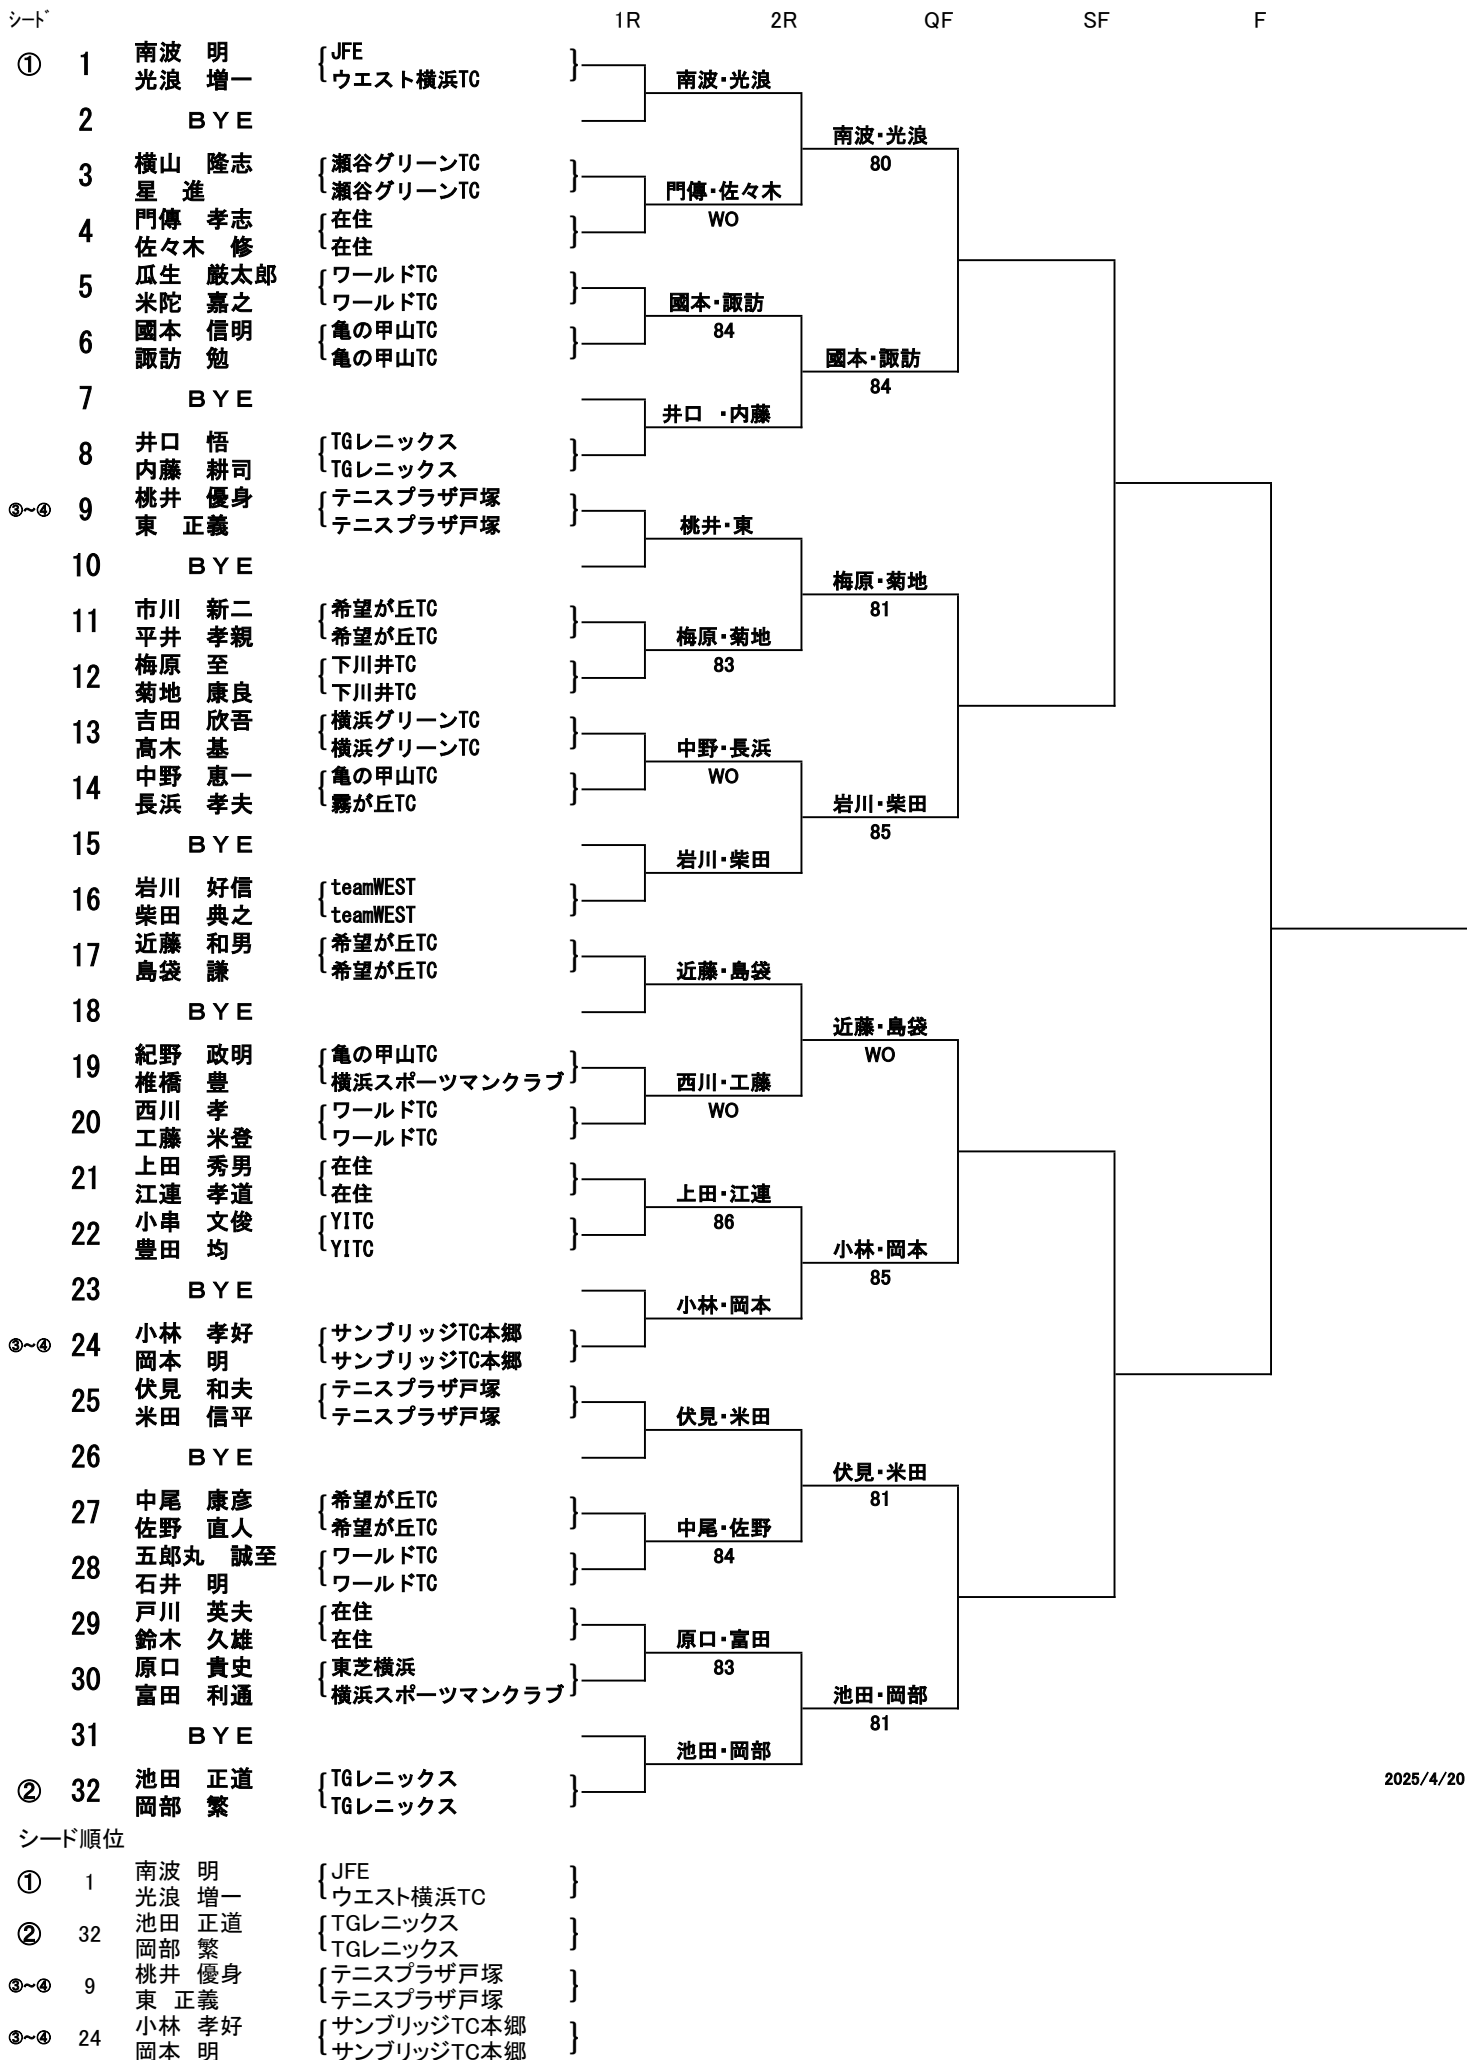 ｼｰﾄﾞ 1R 2R QF SF F
① 1 南波 明 JFE
光浪 増一 ウエスト横浜TC
南波・光浪
2 ＢＹＥ
南波・光浪
80
3 横山 隆志 瀬谷グリーンTC
星 進 瀬谷グリーンTC
門傳・佐々木
WO
4 門傳 孝志 在住
佐々木 修 在住
5 瓜生 厳太郎 ワールドTC
米陀 嘉之 ワールドTC
國本・諏訪
84
6 國本 信明 亀の甲山TC
諏訪 勉 亀の甲山TC
國本・諏訪
84
7 ＢＹＥ
井口 ・内藤
8 井口 悟 TGレニックス
内藤 耕司 TGレニックス
③~④ 9 桃井 優身 テニスプラザ戸塚
東 正義 テニスプラザ戸塚
桃井・東
10 ＢＹＥ
梅原・菊地
81
11 市川 新二 希望が丘TC
平井 孝親 希望が丘TC
梅原・菊地
83
12 梅原 至 下川井TC
菊地 康良 下川井TC
13 吉田 欣吾 横浜グリーンTC
髙木 基 横浜グリーンTC
中野・長浜
WO
14 中野 恵一 亀の甲山TC
長浜 孝夫 霧が丘TC
岩川・柴田
85
15 ＢＹＥ
岩川・柴田
16 岩川 好信 teamWEST
柴田 典之 teamWEST
17 近藤 和男 希望が丘TC
島袋 謙 希望が丘TC
近藤・島袋
18 ＢＹＥ
近藤・島袋
WO
19 紀野 政明 亀の甲山TC
椎橋 豊 横浜スポーツマンクラブ
西川・工藤
WO
20 西川 孝 ワールドTC
工藤 米登 ワールドTC
21 上田 秀男 在住
江連 孝道 在住
上田・江連
86
22 小串 文俊 YITC
豊田 均 YITC
小林・岡本
85
23 ＢＹＥ
小林・岡本
③~④ 24 小林 孝好 サンブリッジTC本郷
岡本 明 サンブリッジTC本郷
25 伏見 和夫 テニスプラザ戸塚
米田 信平 テニスプラザ戸塚
伏見・米田
26 ＢＹＥ
伏見・米田
81
27 中尾 康彦 希望が丘TC
佐野 直人 希望が丘TC
中尾・佐野
84
28 五郎丸 誠至 ワールドTC
石井 明 ワールドTC
29 戸川 英夫 在住
鈴木 久雄 在住
原口・富田
83
30 原口 貴史 東芝横浜
富田 利通 横浜スポーツマンクラブ
池田・岡部
81
31 ＢＹＥ
池田・岡部
② 32 池田 正道 TGレニックス
岡部 繁 TGレニックス
2025/4/20
シード順位
① 1 南波 明 JFE
光浪 増一 ウエスト横浜TC
② 32 池田 正道 TGレニックス
岡部 繁 TGレニックス
③~④ 9 桃井 優身 テニスプラザ戸塚
東 正義 テニスプラザ戸塚
③~④ 24 小林 孝好 サンブリッジTC本郷
岡本 明 サンブリッジTC本郷